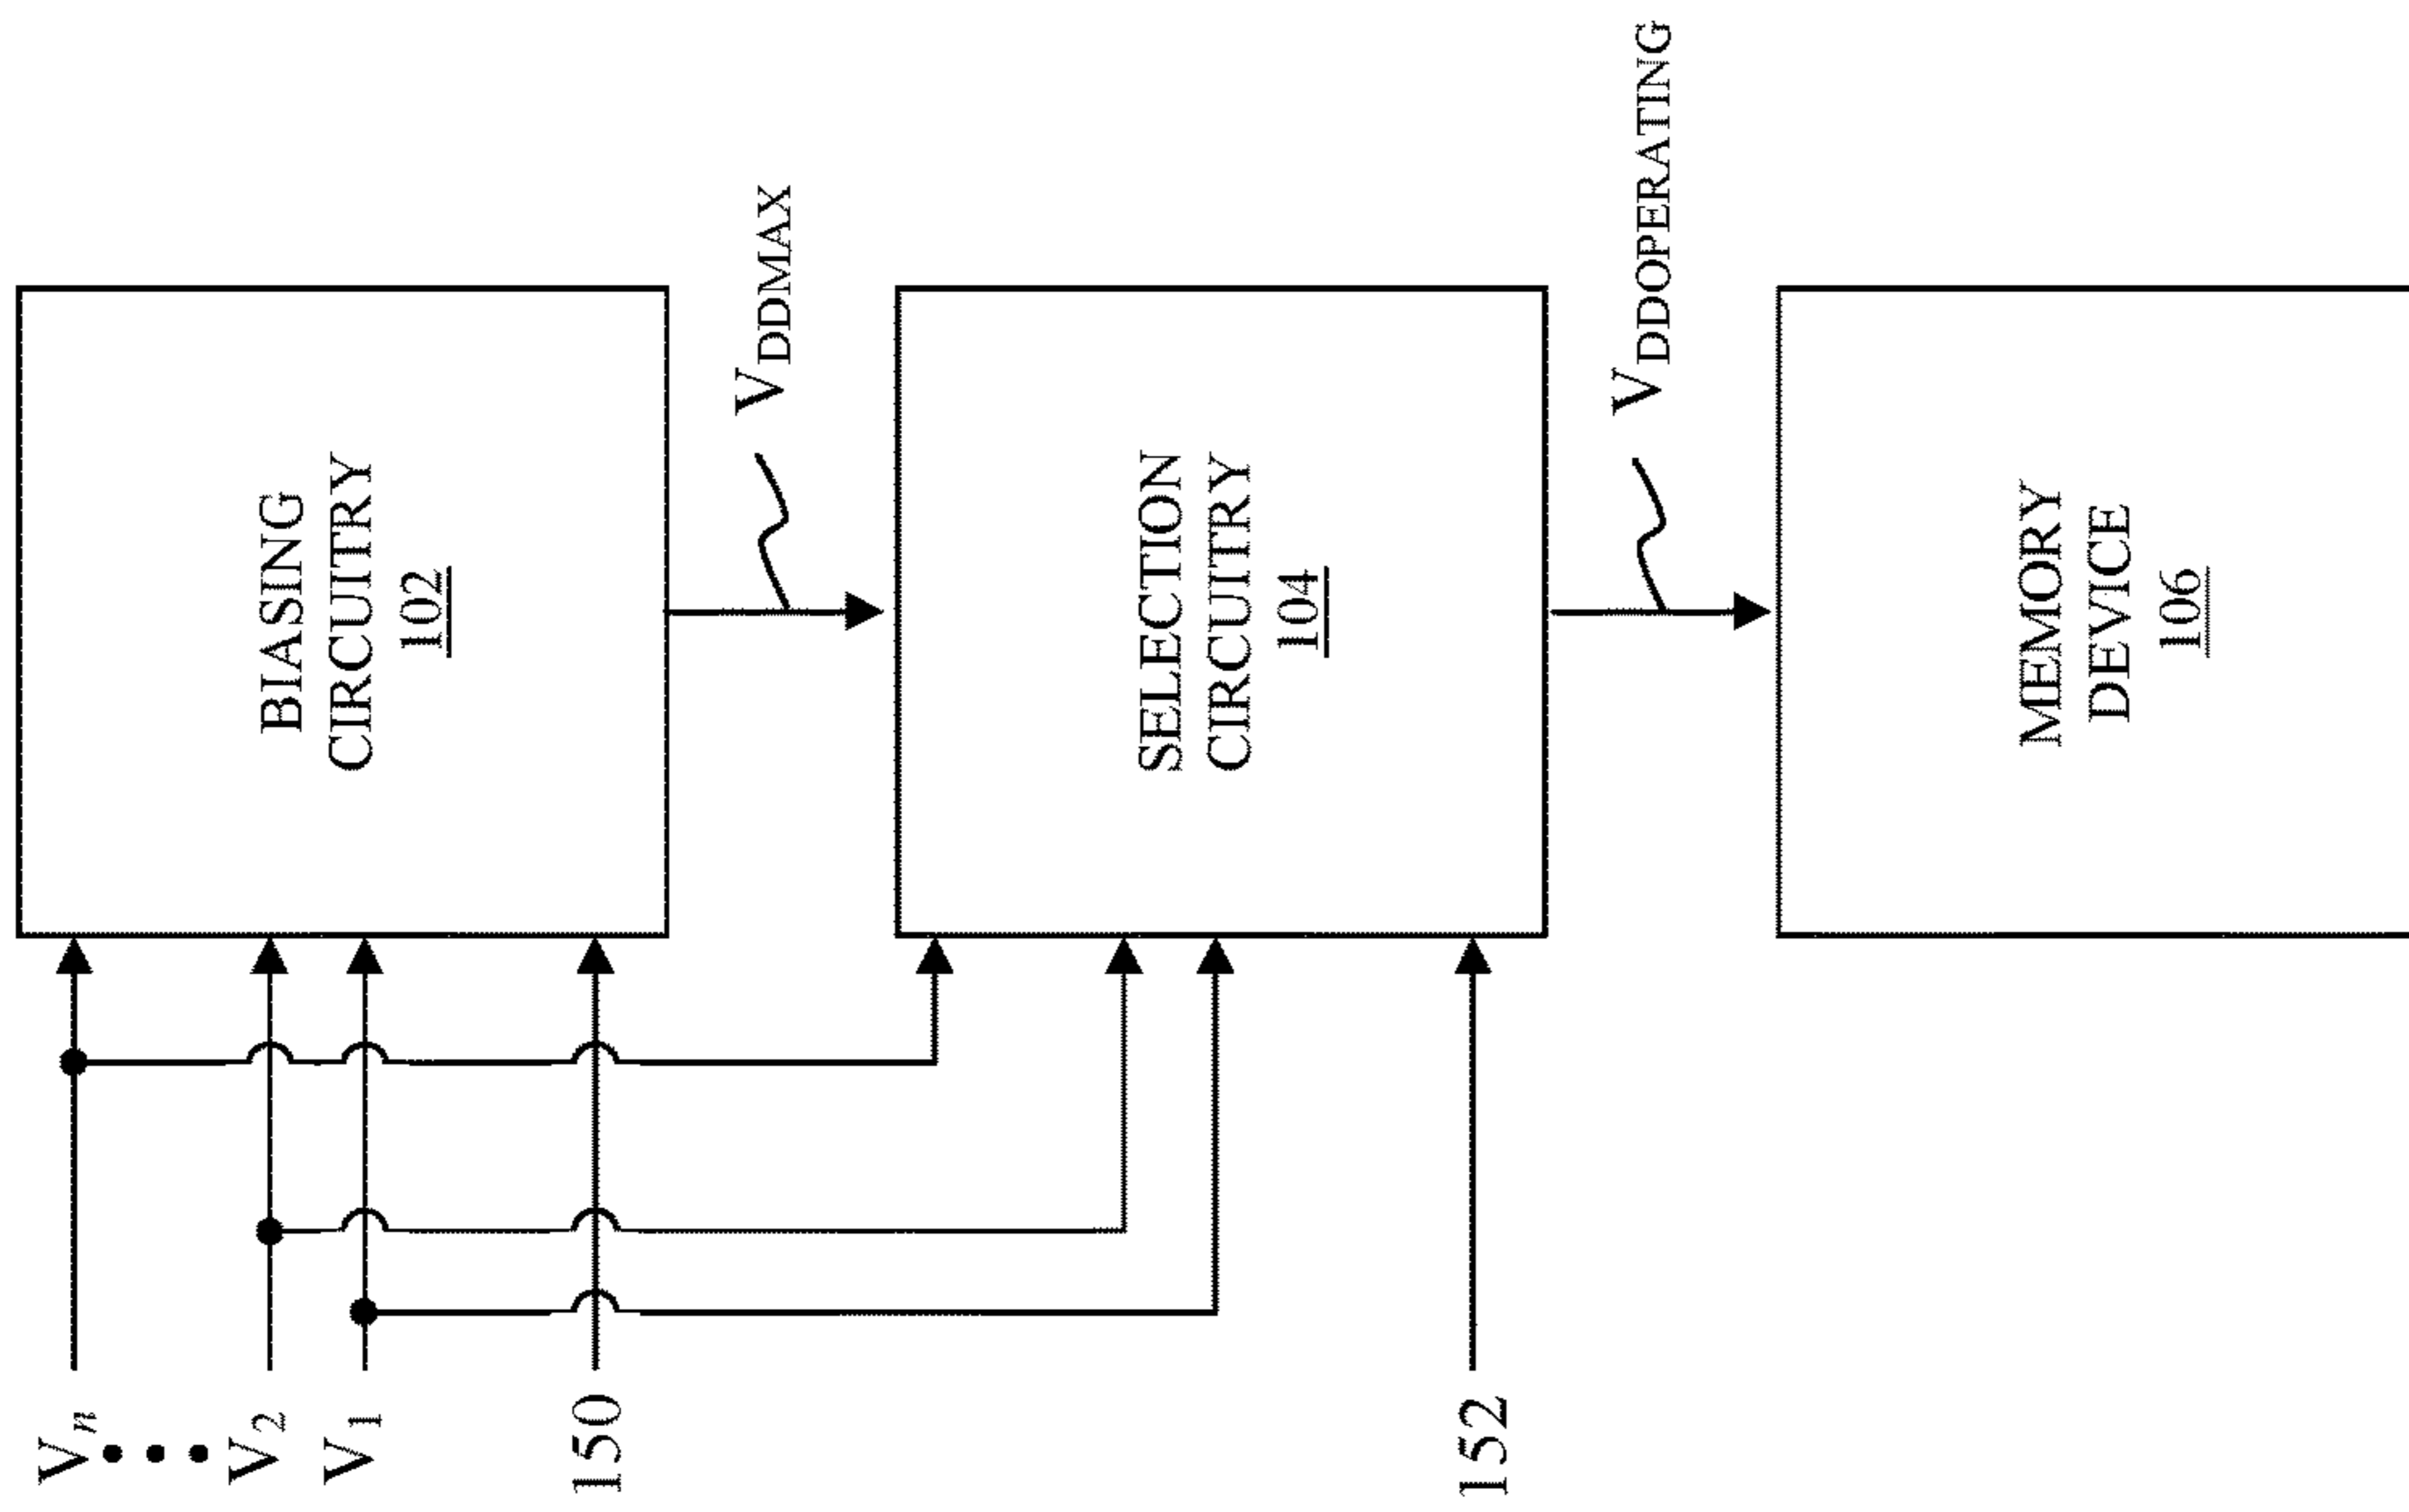 BIASING
CIRCUITRY
102
VDDMAX
SELECTION
CIRCUITRY
104
VDDOPERATING
MEMORY
DEVICE
106
Vn
V2
V1
150
152